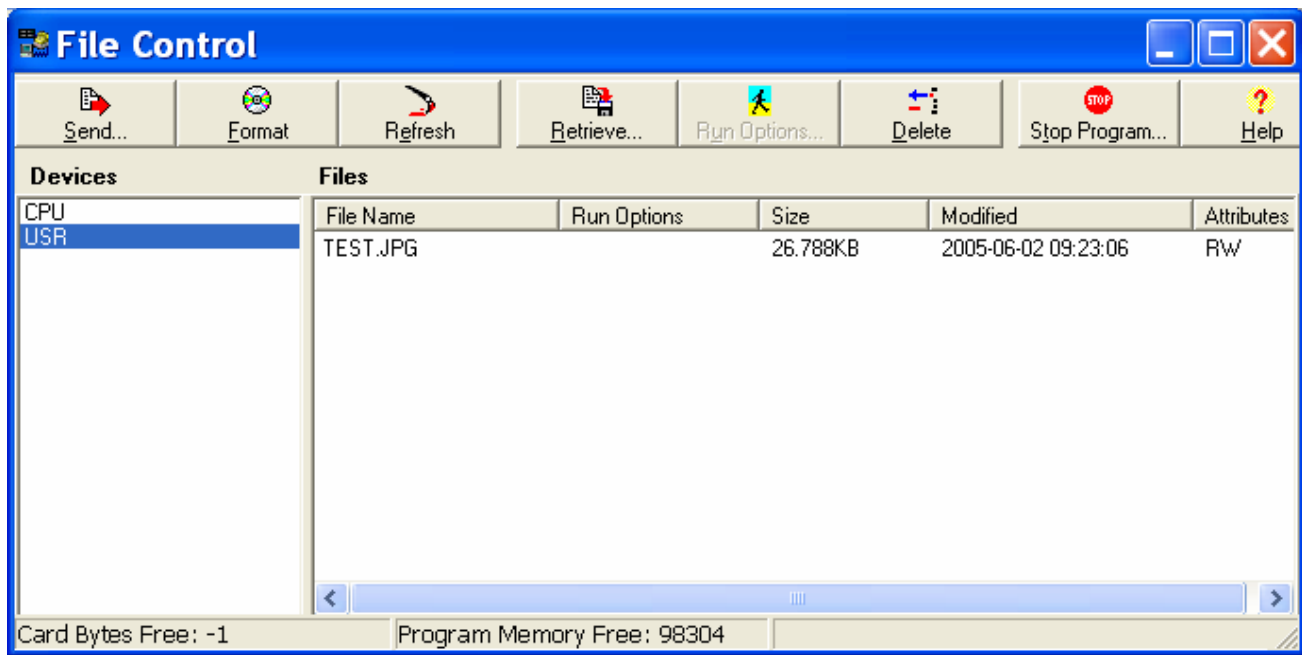 File Control
Send... Format Refresh Retrieve... Run Options... Delete Stop Program... Help
Devices Files
CPU
USR
File Name Run Options Size Modified Attributes
TEST.JPG 26.788KB 2005-06-02 09:23:06 RW
Card Bytes Free: -1 Program Memory Free: 98304